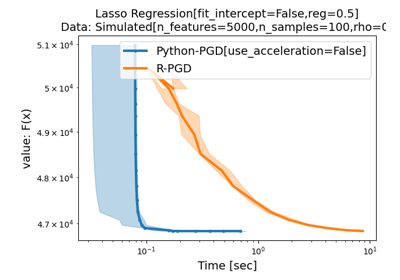 Lasso Regression[fit_intercept=False,reg=0.5]
Data: Simulated[n_features=5000,n_samples=100,rho=0
Python-PGD[use_acceleration=False]
R-PGD
value: F(x)
5.1 × 10⁴
5 × 10⁴
4.9 × 10⁴
4.8 × 10⁴
4.7 × 10⁴
10⁻¹
10⁰
10¹
Time [sec]